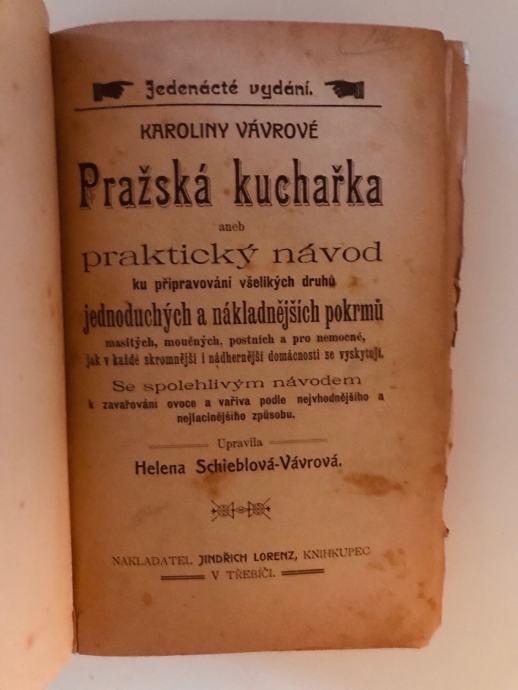 Jedenácté vydání.
KAROLINY VÁVROVÉ
Pražská kuchařka
aneb
praktický návod
ku připravování všelikých druhů
jednoduchých a nákladnějších pokrmů
masitých, moučných, postních a pro nemocné,
jak v každé skromnější i nádhernější domácnosti se vyskytují.
Se spolehlivým návodem
k zavařování ovoce a vařiva podle nejvhodnějšího a
nejlacinějšího způsobu.
Upravila
Helena Schieblová-Vávrová.
NAKLADATEL JINDŘICH LORENZ, KNIHKUPEC
V TŘEBÍČI.